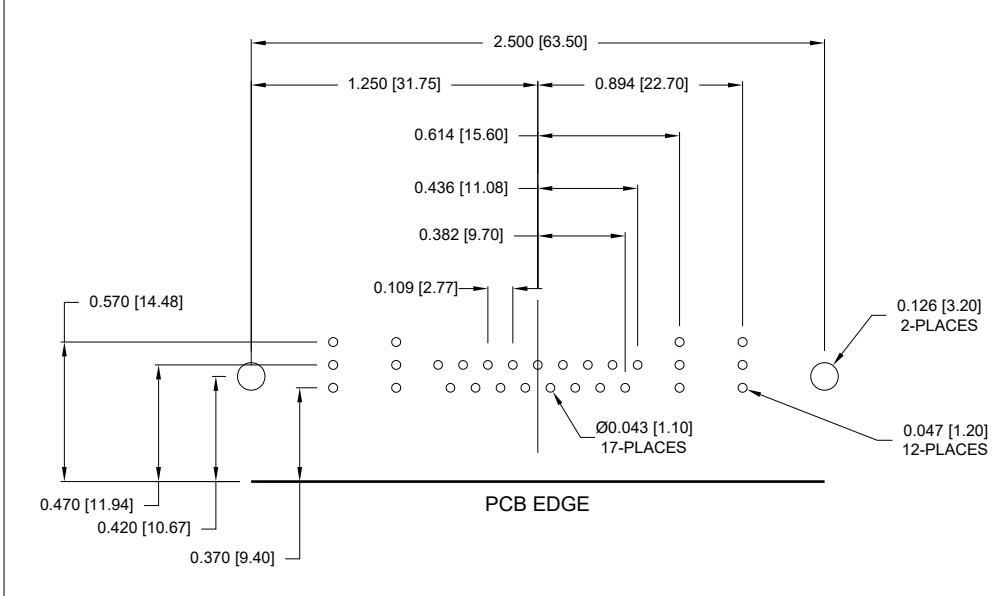 2.500 [63.50]
1.250 [31.75]
0.894 [22.70]
0.614 [15.60]
0.436 [11.08]
0.382 [9.70]
0.109 [2.77]
0.570 [14.48]
0.126 [3.20]
2-PLACES
Ø0.043 [1.10]
17-PLACES
0.047 [1.20]
12-PLACES
0.470 [11.94]
PCB EDGE
0.420 [10.67]
0.370 [9.40]